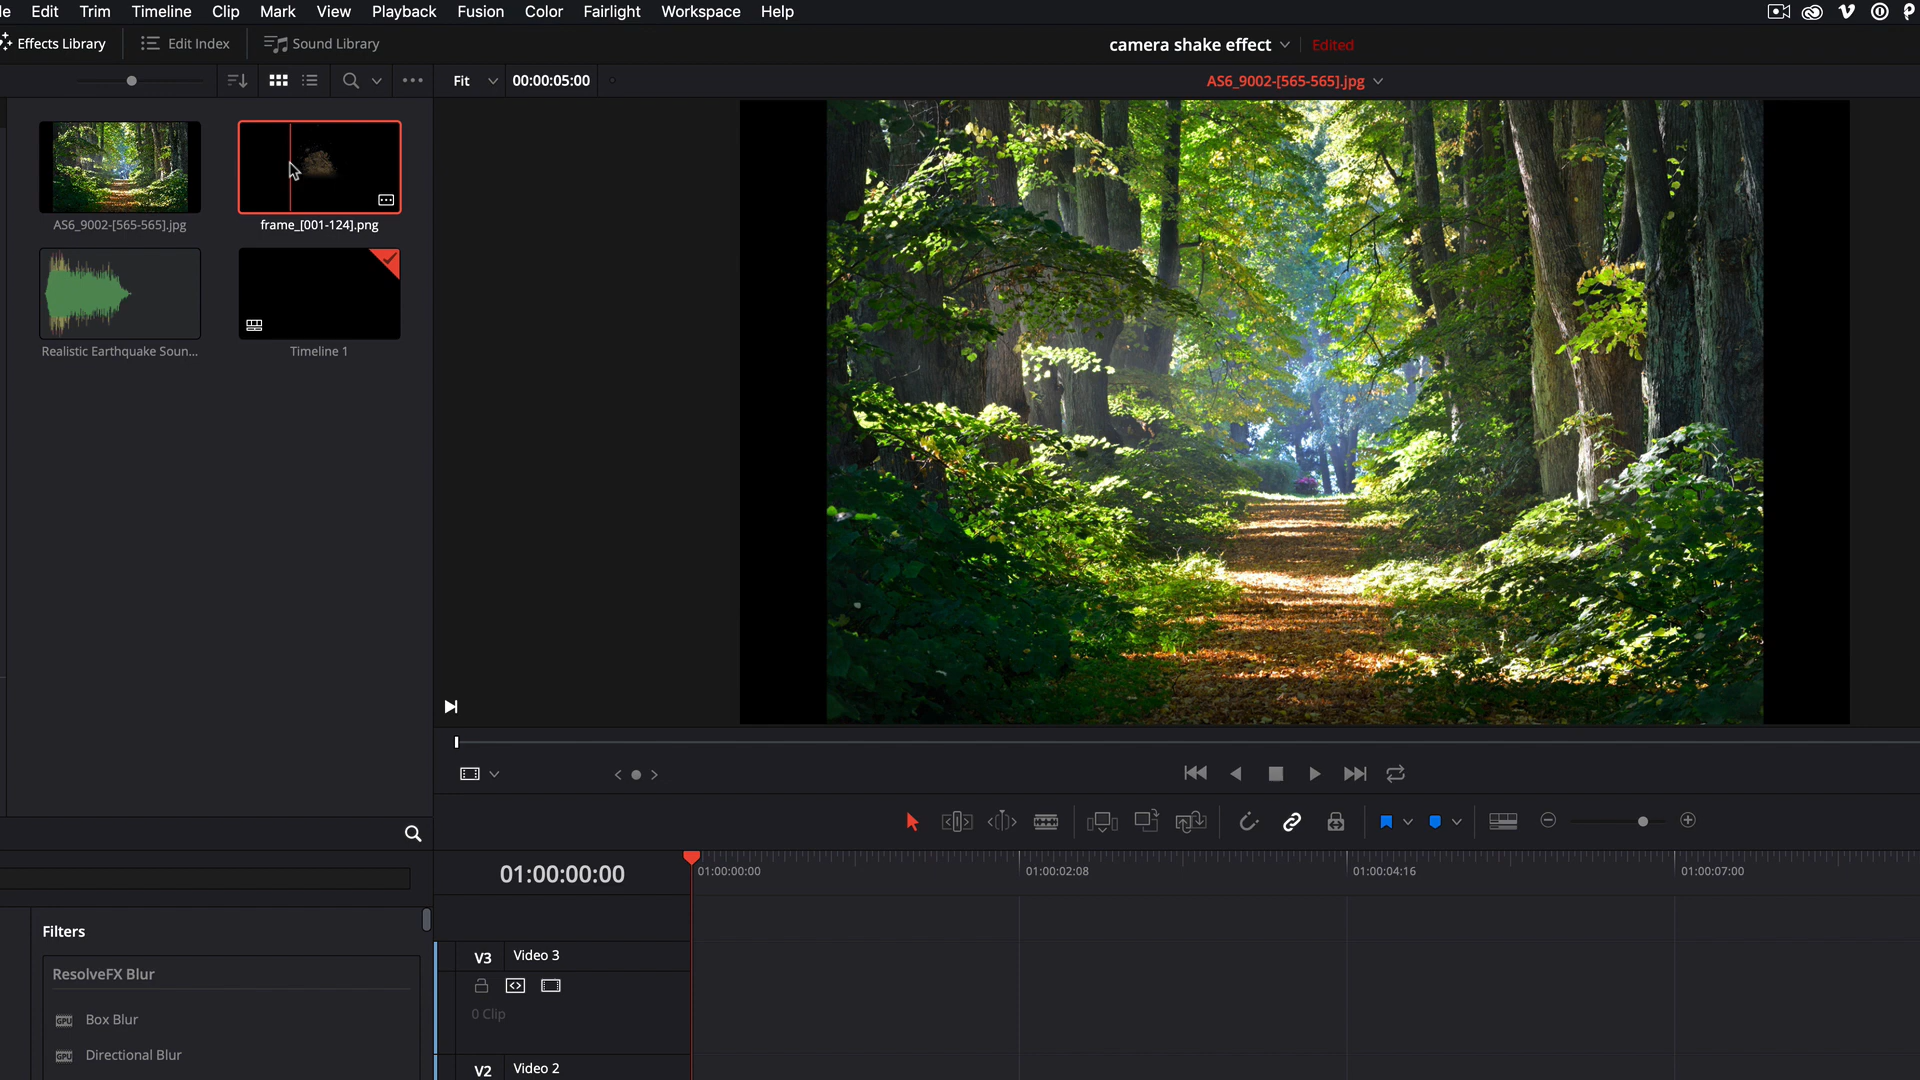 Edit Trim Timeline Clip Mark View Playback Fusion Color Fairlight Workspace Help
Effects Library Edit Index Sound Library camera shake effect Edited
Fit 00:00:05:00 AS6_9002-[565-565].jpg
AS6_9002-[565-565].jpg frame_[001-124].png
Realistic Earthquake Soun... Timeline 1
01:00:00:00 01:00:00:00 01:00:02:08 01:00:04:16 01:00:07:00
Filters
V3 Video 3
ResolveFX Blur
0 Clip
GPU Box Blur
GPU Directional Blur
V2 Video 2